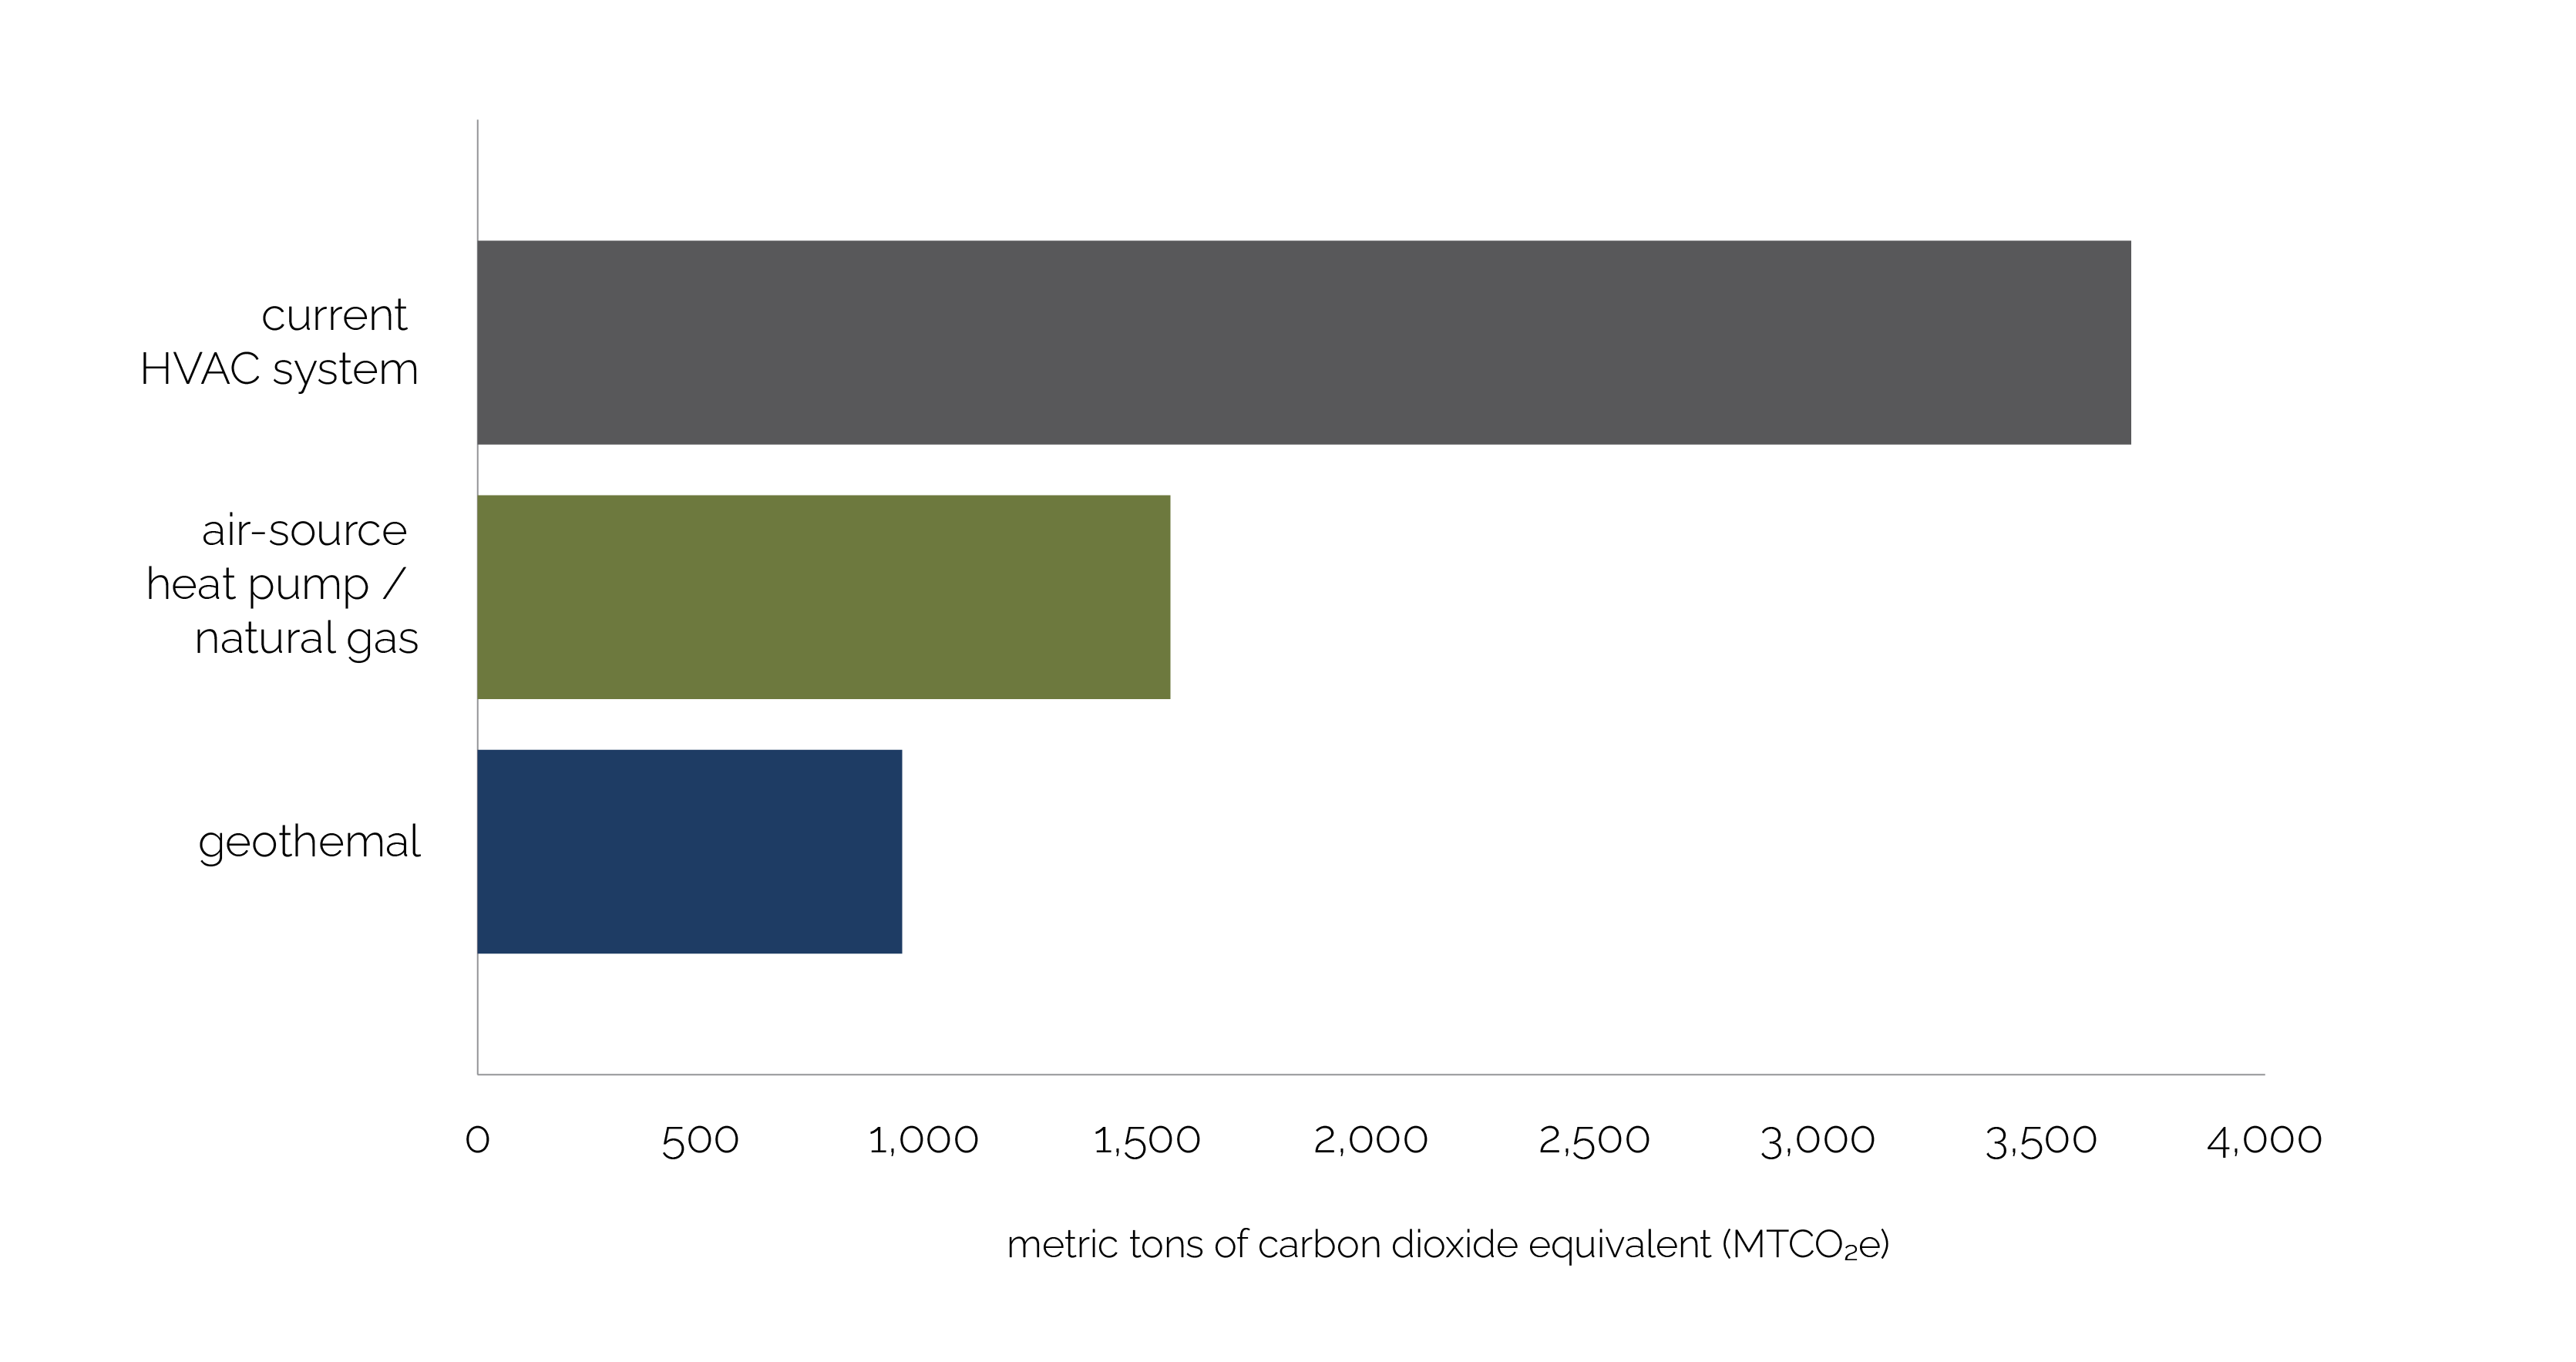 current
HVAC system
air-source
heat pump /
natural gas
geothemal
0 500 1,000 1,500 2,000 2,500 3,000 3,500 4,000
metric tons of carbon dioxide equivalent (MTCO₂e)